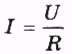 I = U/R